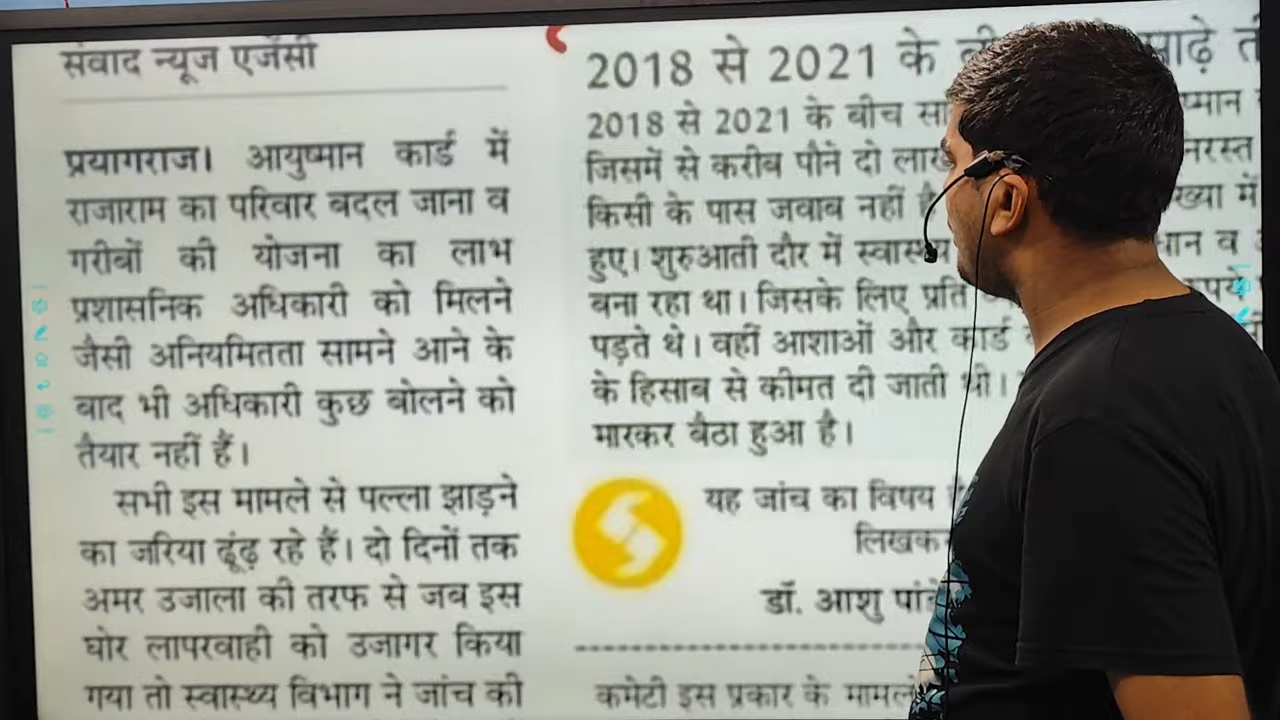 संवाद न्यूज एजेंसी
प्रयागराज। आयुष्मान कार्ड में
राजाराम का परिवार बदल जाना व
गरीबों की योजना का लाभ
प्रशासनिक अधिकारी को मिलने
जैसी अनियमितता सामने आने के
बाद भी अधिकारी कुछ बोलने को
तैयार नहीं हैं।
सभी इस मामले से पल्ला झाड़ने
का जरिया ढूंढ़ रहे हैं। दो दिनों तक
अमर उजाला की तरफ से जब इस
घोर लापरवाही को उजागर किया
गया तो स्वास्थ्य विभाग ने जांच की
2018 से 2021 के
2018 से 2021 के बीच
जिसमें से करीब पौने दो
किसी के पास जवाब नहीं
हुए। शुरुआती दौर में स्वास्थ्य
बना रहा था। जिसके लिए प्रति
पड़ते थे। वहीं आशाओं और कार्ड
के हिसाब से कीमत दी जाती थी।
मारकर बैठा हुआ है।
यह जांच का विषय
डॉ. आशु
कमेटी इस प्रकार के